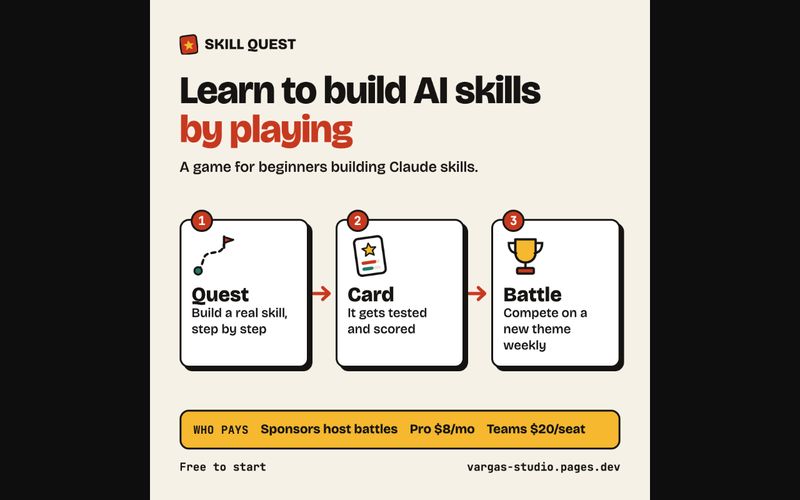 SKILL QUEST
Learn to build AI skills
by playing
A game for beginners building Claude skills.
1
Quest
Build a real skill,
step by step
2
Card
It gets tested
and scored
3
Battle
Compete on a
new theme
weekly
WHO PAYS Sponsors host battles Pro $8/mo Teams $20/seat
Free to start
vargas-studio.pages.dev